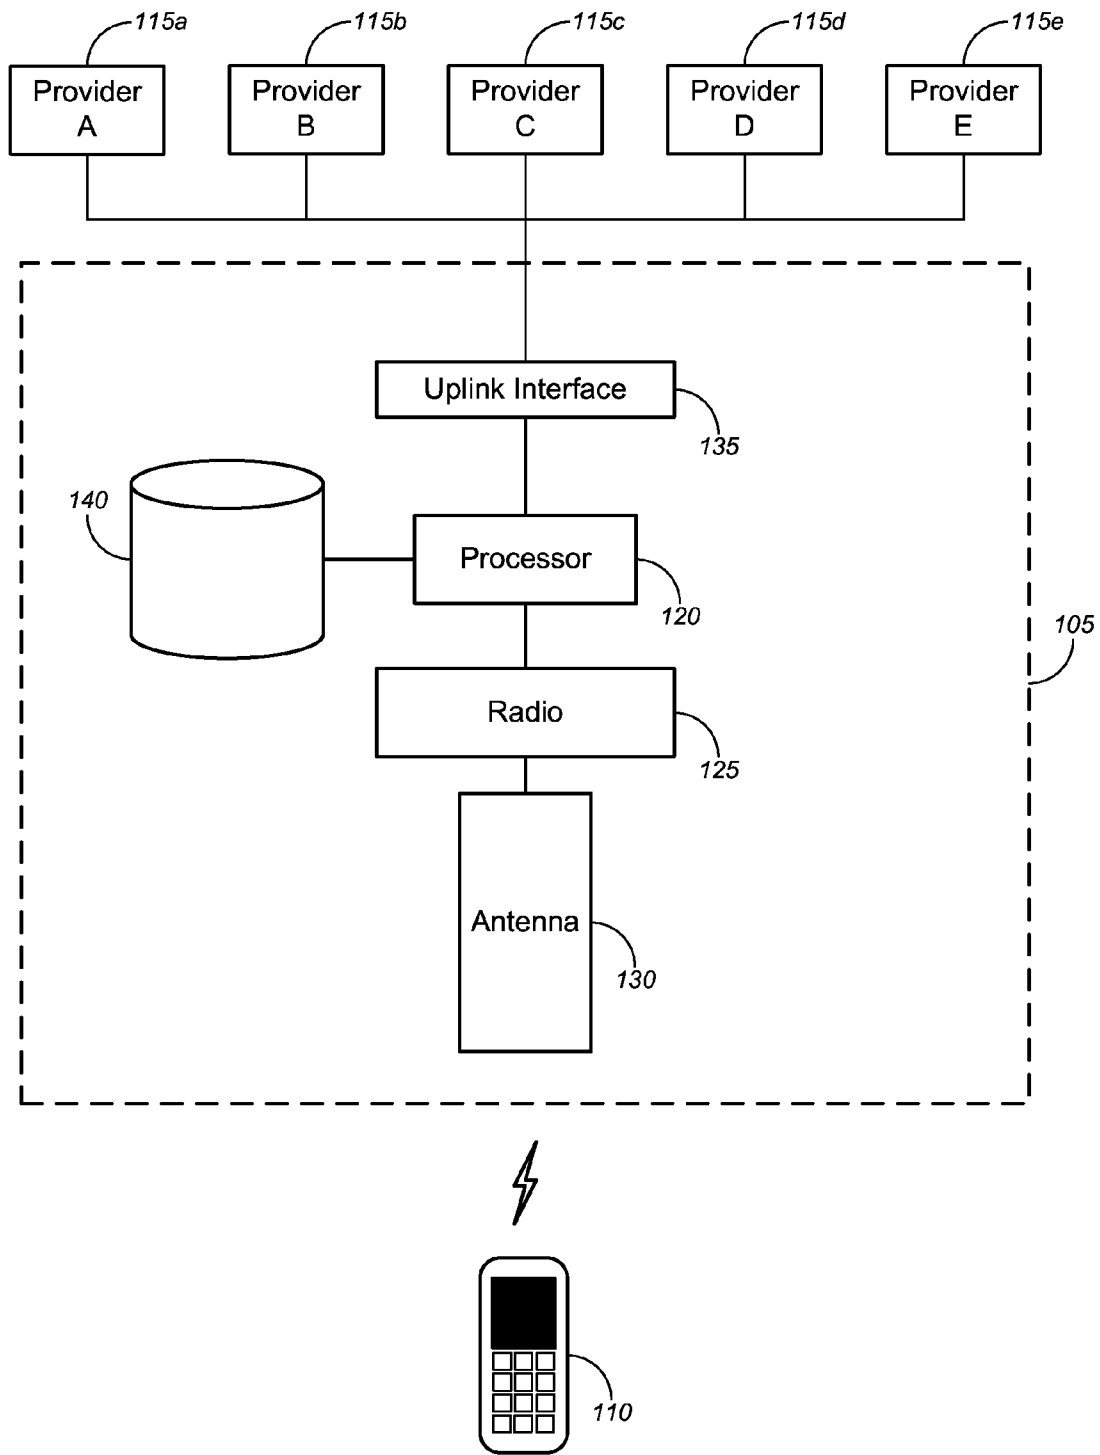 115a
115b
115c
115d
115e
Provider
A
Provider
B
Provider
C
Provider
D
Provider
E
Uplink Interface
135
140
Processor
120
105
Radio
125
Antenna
130
110